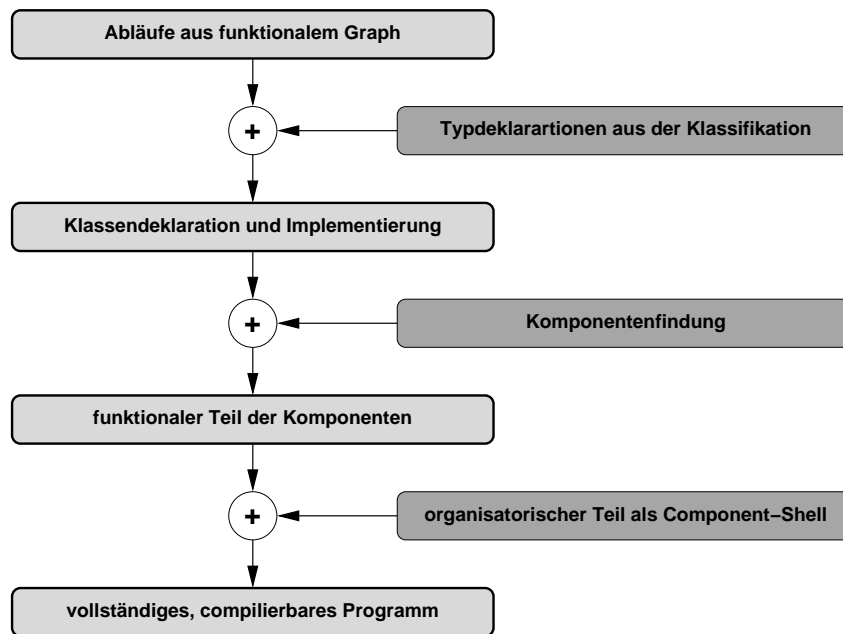 Abläufe aus funktionalem Graph
+
Typdeklarartionen aus der Klassifikation
Klassendeklaration und Implementierung
+
Komponentenfindung
funktionaler Teil der Komponenten
+
organisatorischer Teil als Component−Shell
vollständiges, compilierbares Programm